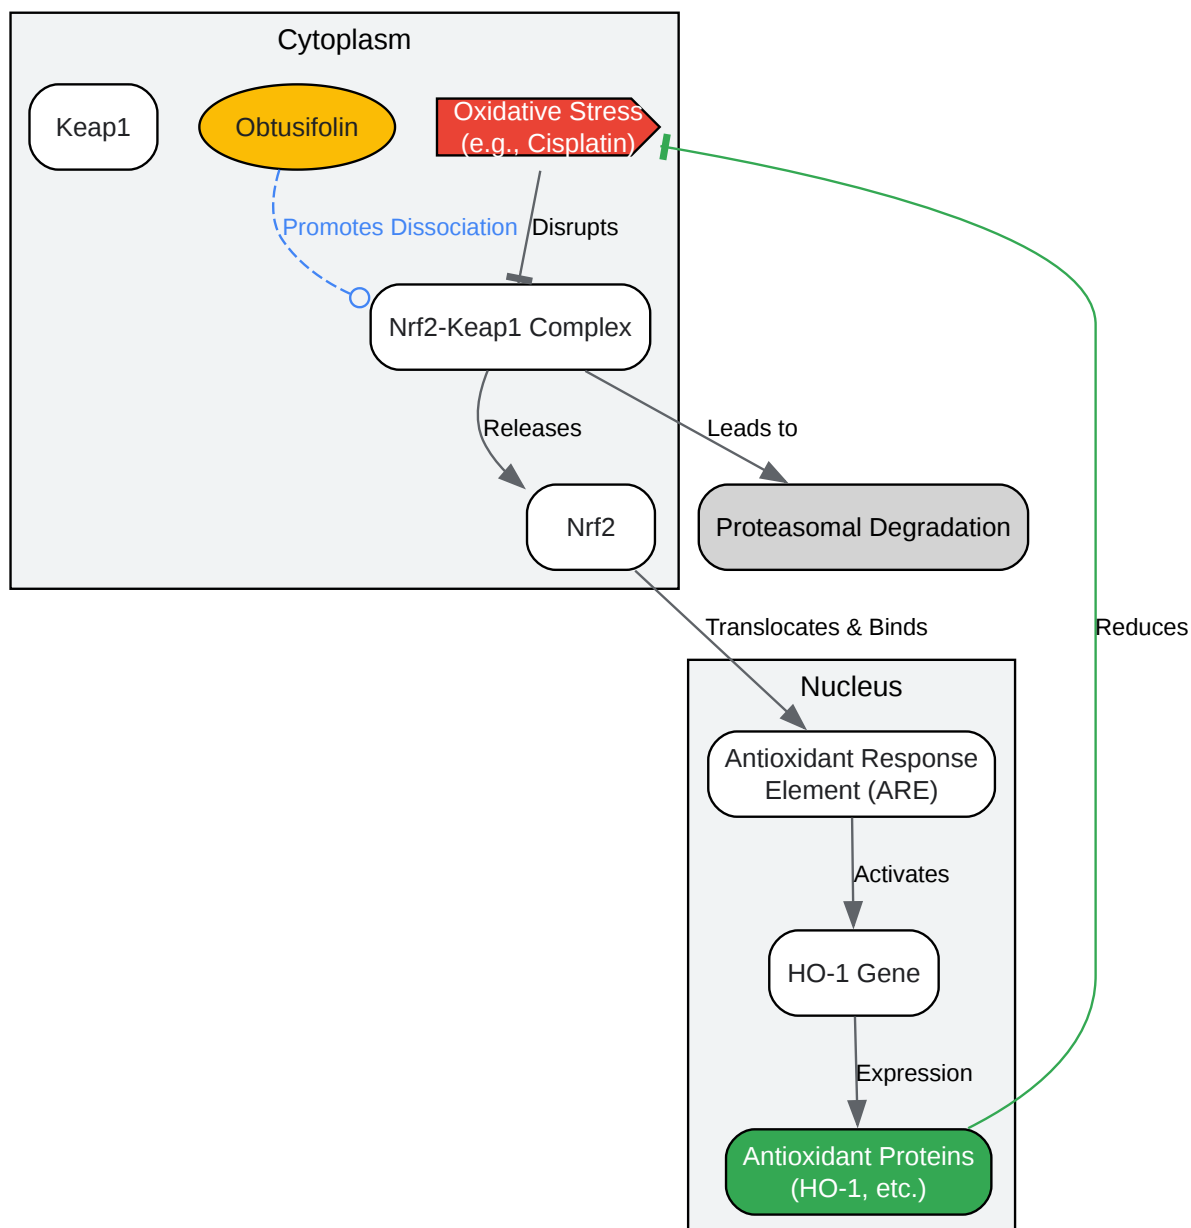 Cytoplasm
Keap1
Obtusifolin
Oxidative Stress
(e.g., Cisplatin)
Promotes Dissociation
Disrupts
Nrf2-Keap1 Complex
Releases
Leads to
Nrf2
Proteasomal Degradation
Translocates & Binds
Reduces
Nucleus
Antioxidant Response
Element (ARE)
Activates
HO-1 Gene
Expression
Antioxidant Proteins
(HO-1, etc.)